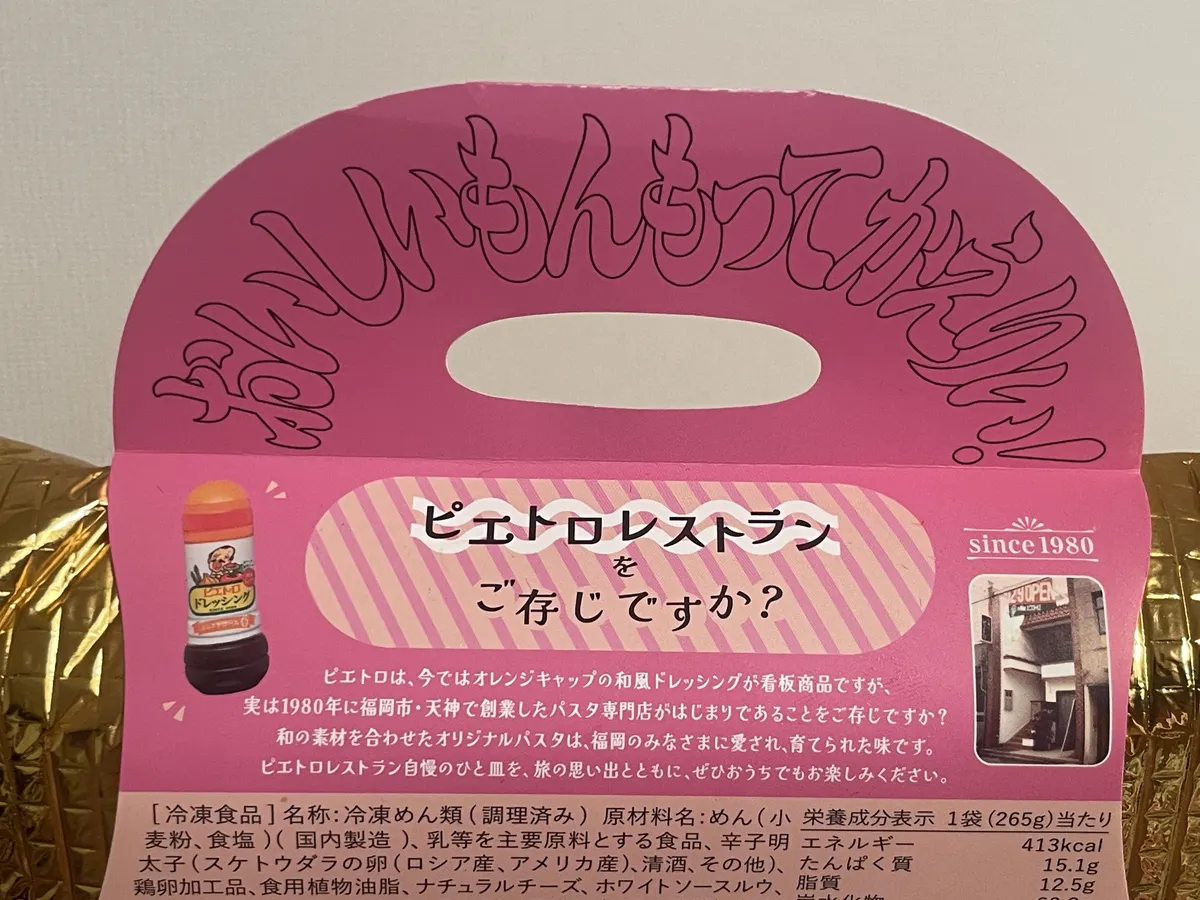 おいしいもんもってかえりぃ!
ピエトロ
ドレッシング
ピエトロレストラン
を
ご存じですか?
since 1980
OPEN
ピエトロは、今ではオレンジキャップの和風ドレッシングが看板商品ですが、
実は1980年に福岡市・天神で創業したパスタ専門店がはじまりであることをご存じですか?
和の素材を合わせたオリジナルパスタは、福岡のみなさまに愛され、育てられた味です。
ピエトロレストラン自慢のひと皿を、旅の思い出とともに、ぜひおうちでもお楽しみください。
[冷凍食品]名称:冷凍めん類(調理済み) 原材料名:めん(小
麦粉、食塩)(国内製造)、乳等を主要原料とする食品、辛子明
太子(スケトウダラの卵(ロシア産、アメリカ産)、清酒、その他)、
鶏卵加工品、食用植物油脂、ナチュラルチーズ、ホワイトソースルウ、
栄養成分表示 1袋(265g)当たり
エネルギー 413kcal
たんぱく質 15.1g
脂質 12.5g